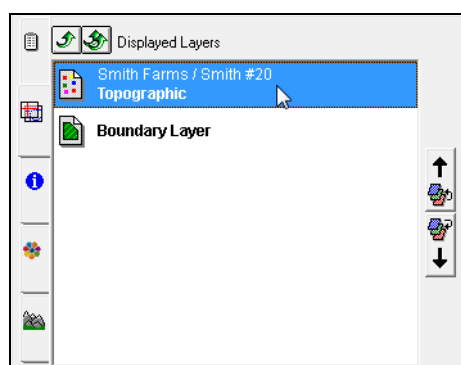 Displayed Layers
Smith Farms / Smith #20
Topographic
Boundary Layer